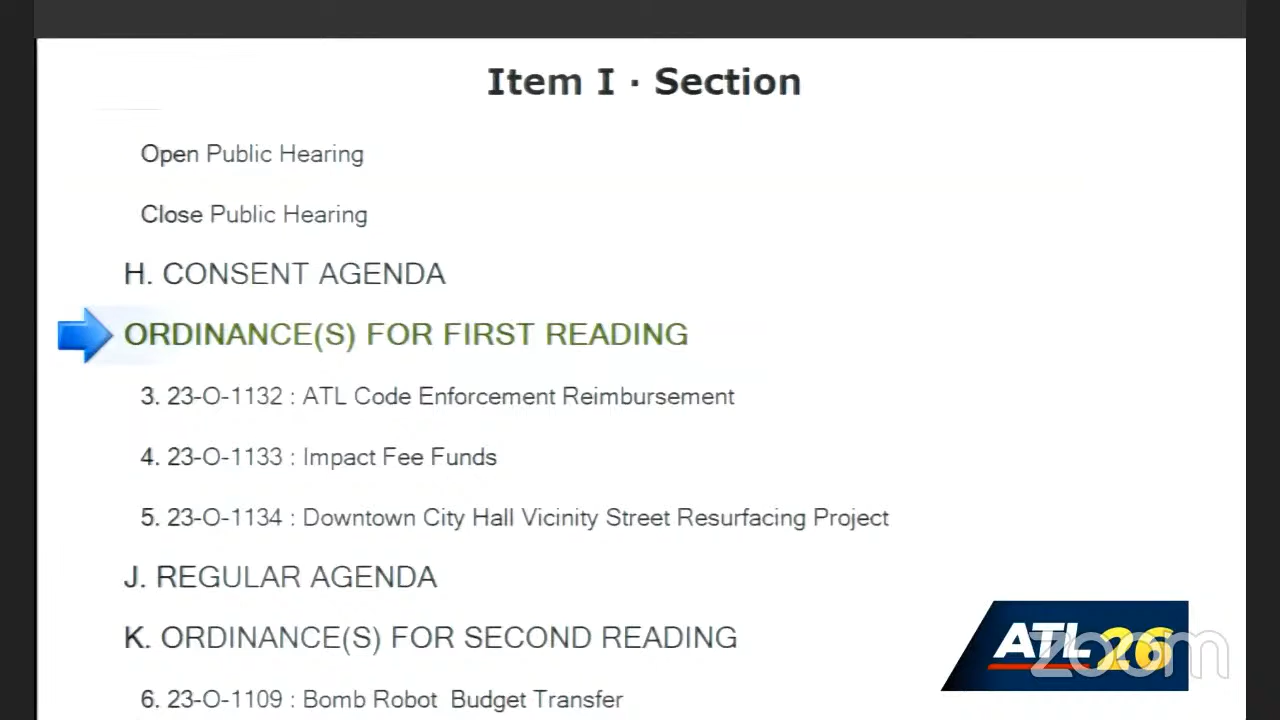 Item I · Section
Open Public Hearing
Close Public Hearing
H. CONSENT AGENDA
ORDINANCE(S) FOR FIRST READING
3. 23-O-1132 : ATL Code Enforcement Reimbursement
4. 23-O-1133 : Impact Fee Funds
5. 23-O-1134 : Downtown City Hall Vicinity Street Resurfacing Project
J. REGULAR AGENDA
K. ORDINANCE(S) FOR SECOND READING
6. 23-O-1109 : Bomb Robot Budget Transfer
ATL 26
zoom